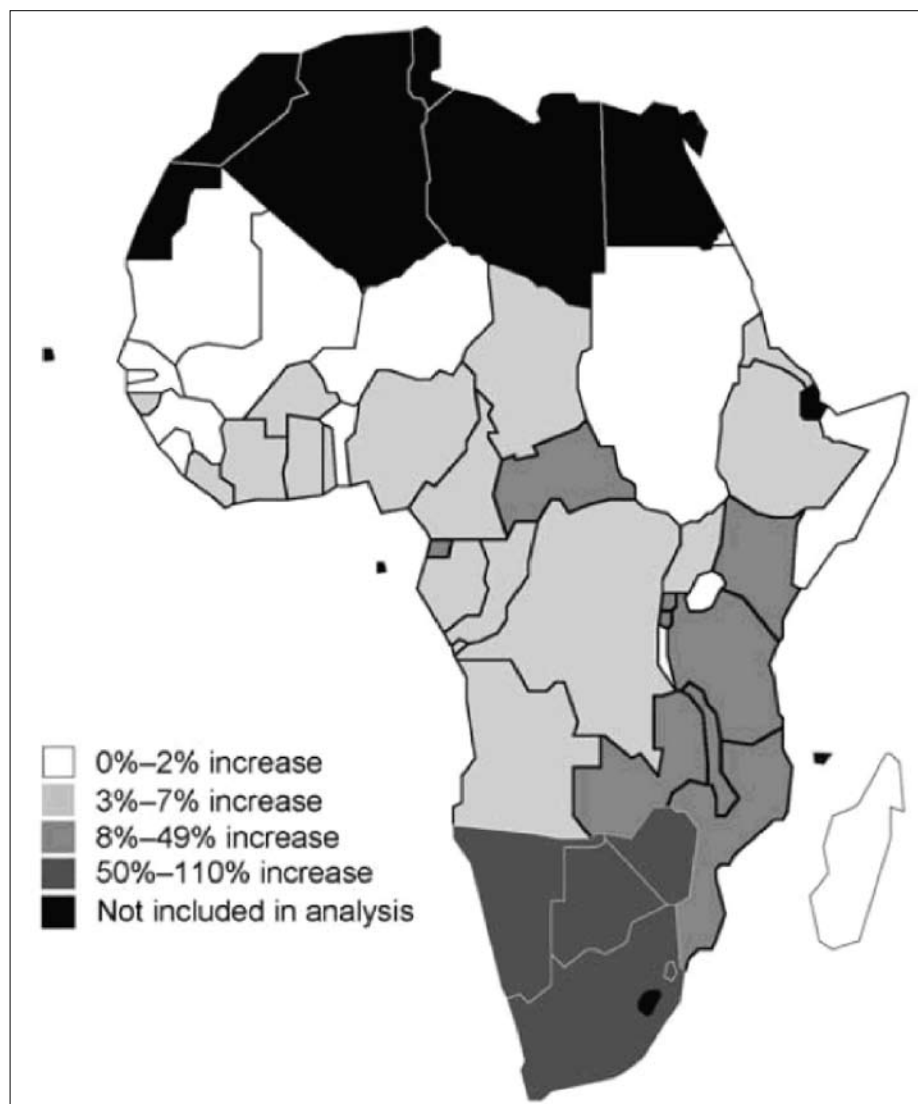 0%–2% increase
3%–7% increase
8%–49% increase
50%–110% increase
Not included in analysis